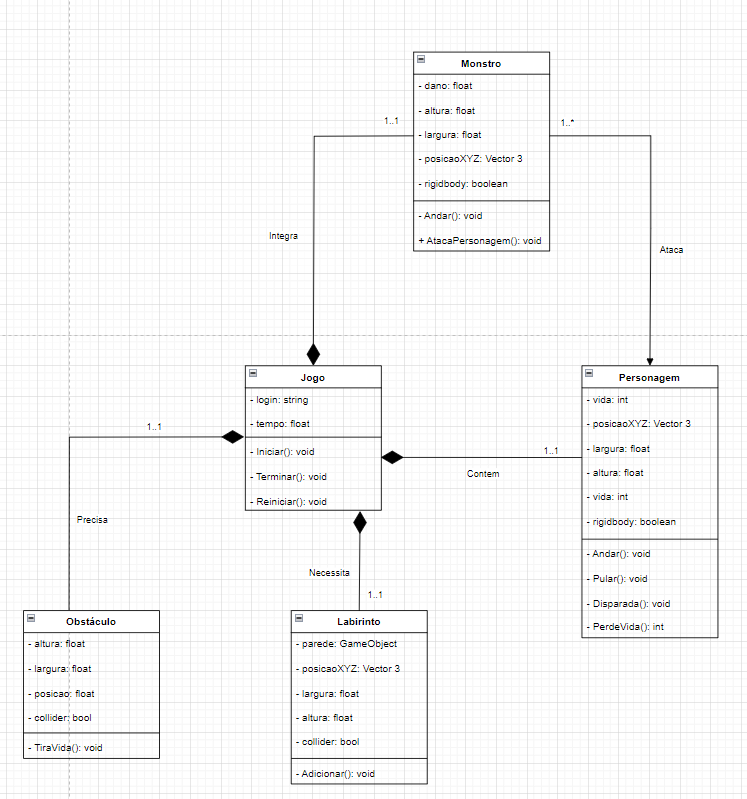 Monstro
- dano: float
- altura: float
- largura: float
- posicaoXYZ: Vector 3
- rigidbody: boolean
- Andar(): void
+ AtacaPersonagem(): void
1..1
1..*
Integra
Ataca
Jogo
- login: string
- tempo: float
- Iniciar(): void
- Terminar(): void
- Reiniciar(): void
Personagem
- vida: int
- posicaoXYZ: Vector 3
- largura: float
- altura: float
- vida: int
- rigidbody: boolean
- Andar(): void
- Pular(): void
- Disparada(): void
- PerdeVida(): int
1..1
1..1
Contem
Precisa
Necessita
1..1
Obstáculo
- altura: float
- largura: float
- posicao: float
- collider: bool
- TiraVida(): void
Labirinto
- parede: GameObject
- posicaoXYZ: Vector 3
- largura: float
- altura: float
- collider: bool
- Adicionar(): void